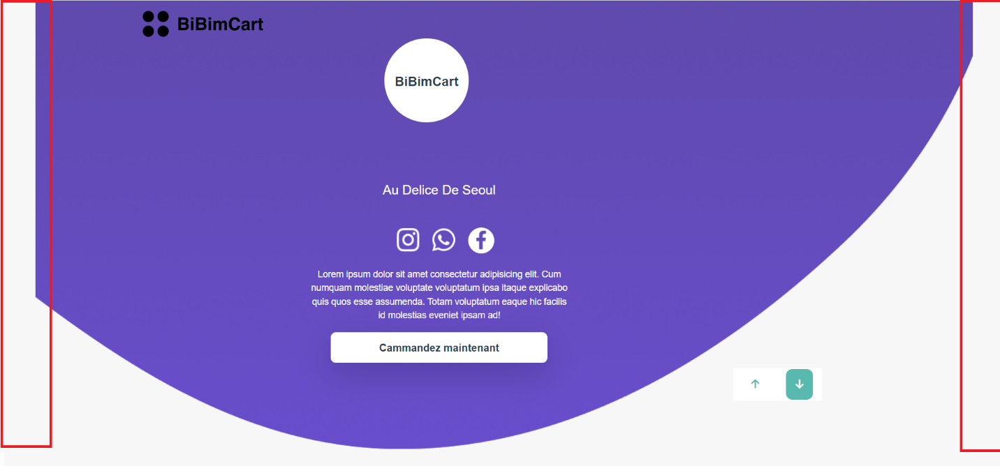 BiBimCart
BiBimCart
Au Delice De Seoul
Lorem ipsum dolor sit amet consectetur adipisicing elit. Cum
numquam molestiae voluptate voluptatum ipsa itaque explicabo
quis quos esse assumenda. Totam voluptatum eaque hic facilis
id molestias eveniet ipsam ad!
Cammandez maintenant